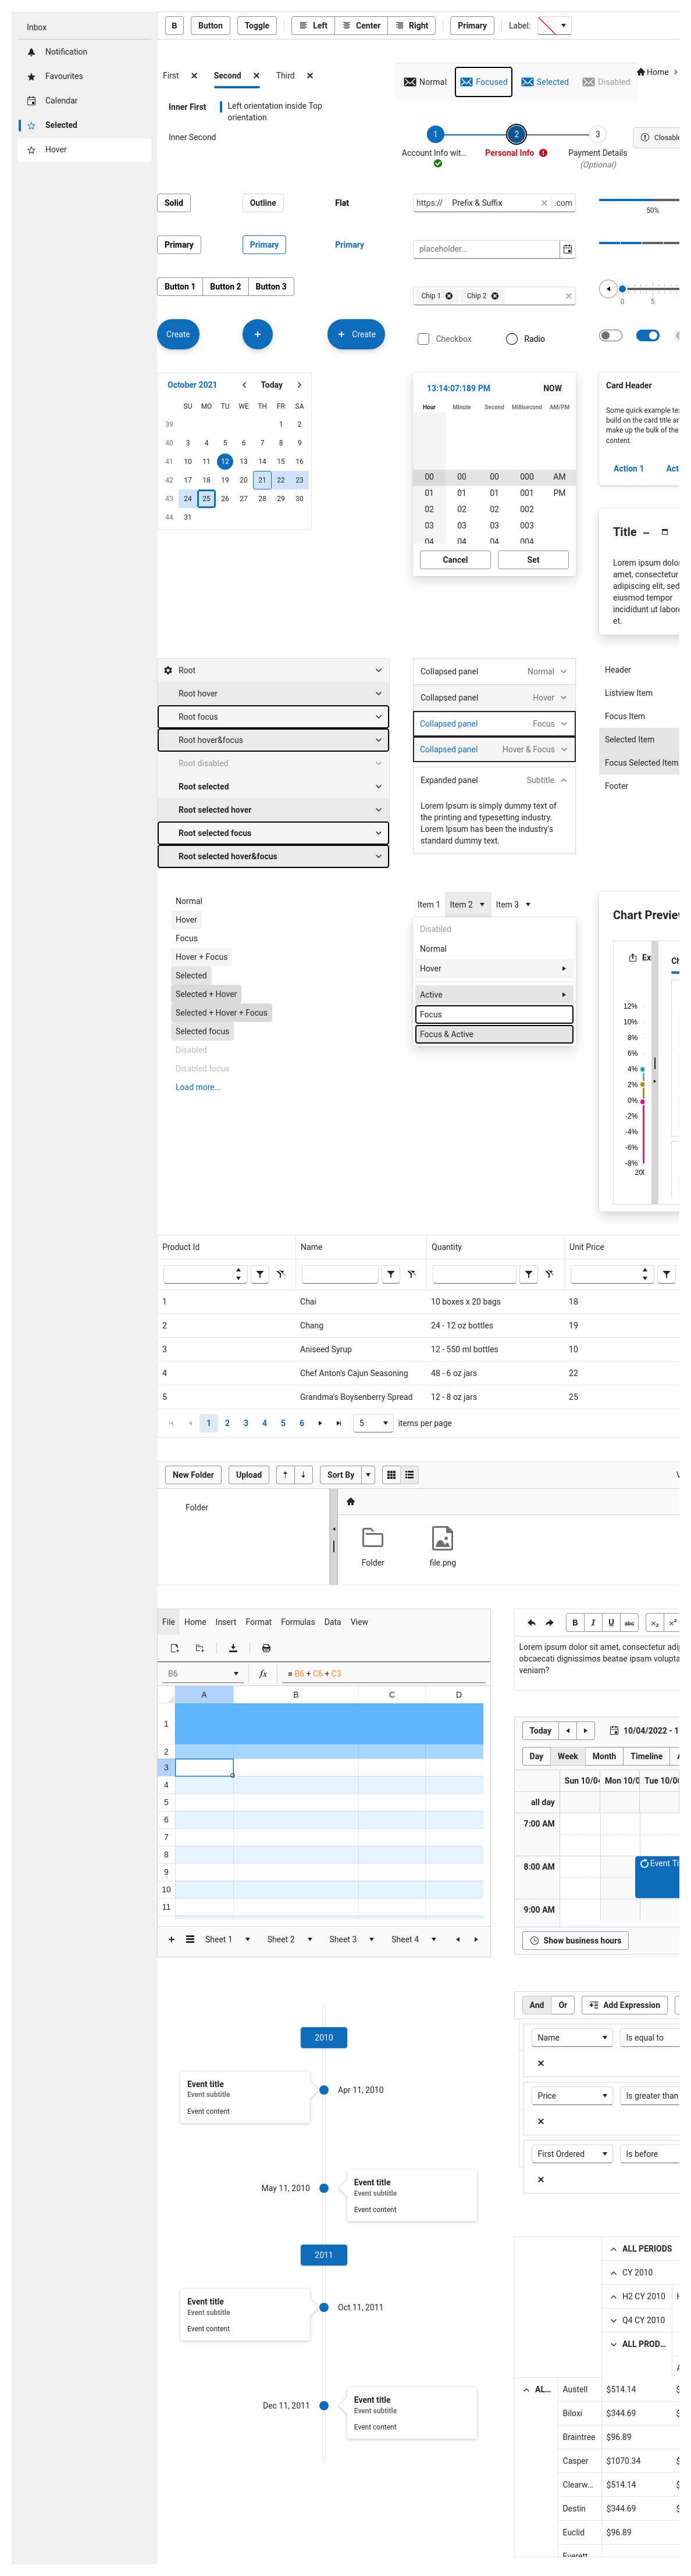 Inbox
Notification
Favourites
Calendar
Selected
Hover
B Button Toggle Left Center Right Primary Label:
First Second Third
Inner First
Left orientation inside Top orientation
Inner Second
Normal Focused Selected Disabled
Home
1 2 3
Account Info wit... Personal Info Payment Details
(Optional)
Closable
Solid Outline Flat
Primary Primary Primary
Button 1 Button 2 Button 3
Create + + Create
https:// Prefix & Suffix .com
placeholder...
Chip 1 Chip 2
Checkbox Radio
50%
0 5
October 2021 Today
SU MO TU WE TH FR SA
39 1 2
40 3 4 5 6 7 8 9
41 10 11 12 13 14 15 16
42 17 18 19 20 21 22 23
43 24 25 26 27 28 29 30
44 31
13:14:07:189 PM NOW
Hour Minute Second Millisecond AM/PM
00 00 00 000 AM
01 01 01 001 PM
02 02 02 002
03 03 03 003
04 04 04 004
Cancel Set
Card Header
Some quick example te
build on the card title a
make up the bulk of the
content.
Action 1 Act
Title
Lorem ipsum dolo
amet, consectetur
adipiscing elit, sed
eiusmod tempor
incididunt ut labor
et.
Root
Root hover
Root focus
Root hover&focus
Root disabled
Root selected
Root selected hover
Root selected focus
Root selected hover&focus
Collapsed panel Normal
Collapsed panel Hover
Collapsed panel Focus
Collapsed panel Hover & Focus
Expanded panel Subtitle
Lorem Ipsum is simply dummy text of
the printing and typesetting industry.
Lorem Ipsum has been the industry's
standard dummy text.
Header
Listview Item
Focus Item
Selected Item
Focus Selected Item
Footer
Normal
Hover
Focus
Hover + Focus
Selected
Selected + Hover
Selected + Hover + Focus
Selected focus
Disabled
Disabled focus
Load more...
Item 1 Item 2 Item 3
Disabled
Normal
Hover
Active
Focus
Focus & Active
Chart Preview
Ex Ch
12%
10%
8%
6%
4%
2%
0%
-2%
-4%
-6%
-8%
200
Product Id Name Quantity Unit Price
1 Chai 10 boxes x 20 bags 18
2 Chang 24 - 12 oz bottles 19
3 Aniseed Syrup 12 - 550 ml bottles 10
4 Chef Anton's Cajun Seasoning 48 - 6 oz jars 22
5 Grandma's Boysenberry Spread 12 - 8 oz jars 25
1 2 3 4 5 6 5 items per page
New Folder Upload Sort By V
Folder
Folder file.png
File Home Insert Format Formulas Data View
B6 fx = B6 + C6 + C3
A B C D
1
2
3
4
5
6
7
8
9
10
11
Sheet 1 Sheet 2 Sheet 3 Sheet 4
B I U abc x₂ x²
Lorem ipsum dolor sit amet, consectetur adip
obcaecati dignissimos beatae ipsam volupta
veniam?
Today 10/04/2022 - 1
Day Week Month Timeline A
Sun 10/04 Mon 10/0 Tue 10/06
all day
7:00 AM
8:00 AM Event Ti
9:00 AM
Show business hours
2010
Event title
Event subtitle
Event content
Apr 11, 2010
May 11, 2010
Event title
Event subtitle
Event content
2011
Event title
Event subtitle
Event content
Oct 11, 2011
Dec 11, 2011
Event title
Event subtitle
Event content
And Or Add Expression
Name Is equal to
Price Is greater than
First Ordered Is before
ALL PERIODS
CY 2010
H2 CY 2010 H
Q4 CY 2010
ALL PROD...
A
AL... Austell $514.14 $
Biloxi $344.69 $
Braintree $96.89
Casper $1070.34 $
Clearw... $514.14 $
Destin $344.69 $
Euclid $96.89
Everett